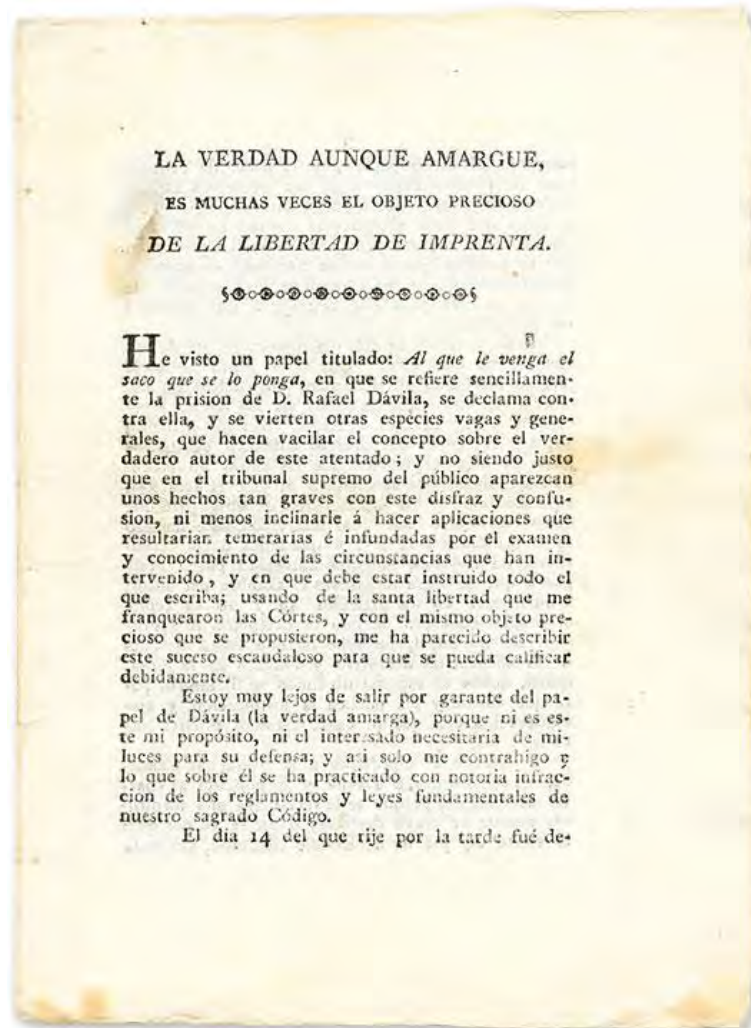 LA VERDAD AUNQUE AMARGUE,
ES MUCHAS VECES EL OBJETO PRECIOSO
DE LA LIBERTAD DE IMPRENTA.
He visto un papel titulado: Al que le venga el
saco que se lo ponga, en que se refiere sencillamen-
te la prision de D. Rafael Dávila, se declama con-
tra ella, y se vierten otras especies vagas y gene-
rales, que hacen vacilar el concepto sobre el ver-
dadero autor de este atentado; y no siendo justo
que en el tribunal supremo del público aparezcan
unos hechos tan graves con este disfraz y confu-
sion, ni menos inclinarle á hacer aplicaciones que
resultarian temerarias é infundadas por el examen
y conocimiento de las circunstancias que han in-
tervenido, y en que debe estar instruido todo el
que escriba; usando de la santa libertad que me
franquearon las Córtes, y con el mismo objeto pre-
cioso que se propusieron, me ha parecido describir
este suceso escandaloso para que se pueda calificar
debidamente.
Estoy muy lejos de salir por garante del pa-
pel de Dávila (la verdad amarga), porque ni es es-
te mi propósito, ni el interesado necesitaria de mi-
luces para su defensa; y asi solo me contrahigo
lo que sobre él se ha practicado con notoria infrac-
cion de los reglamentos y leyes fundamentales de
nuestro sagrado Código.
El dia 14 del que rije por la tarde fué de-